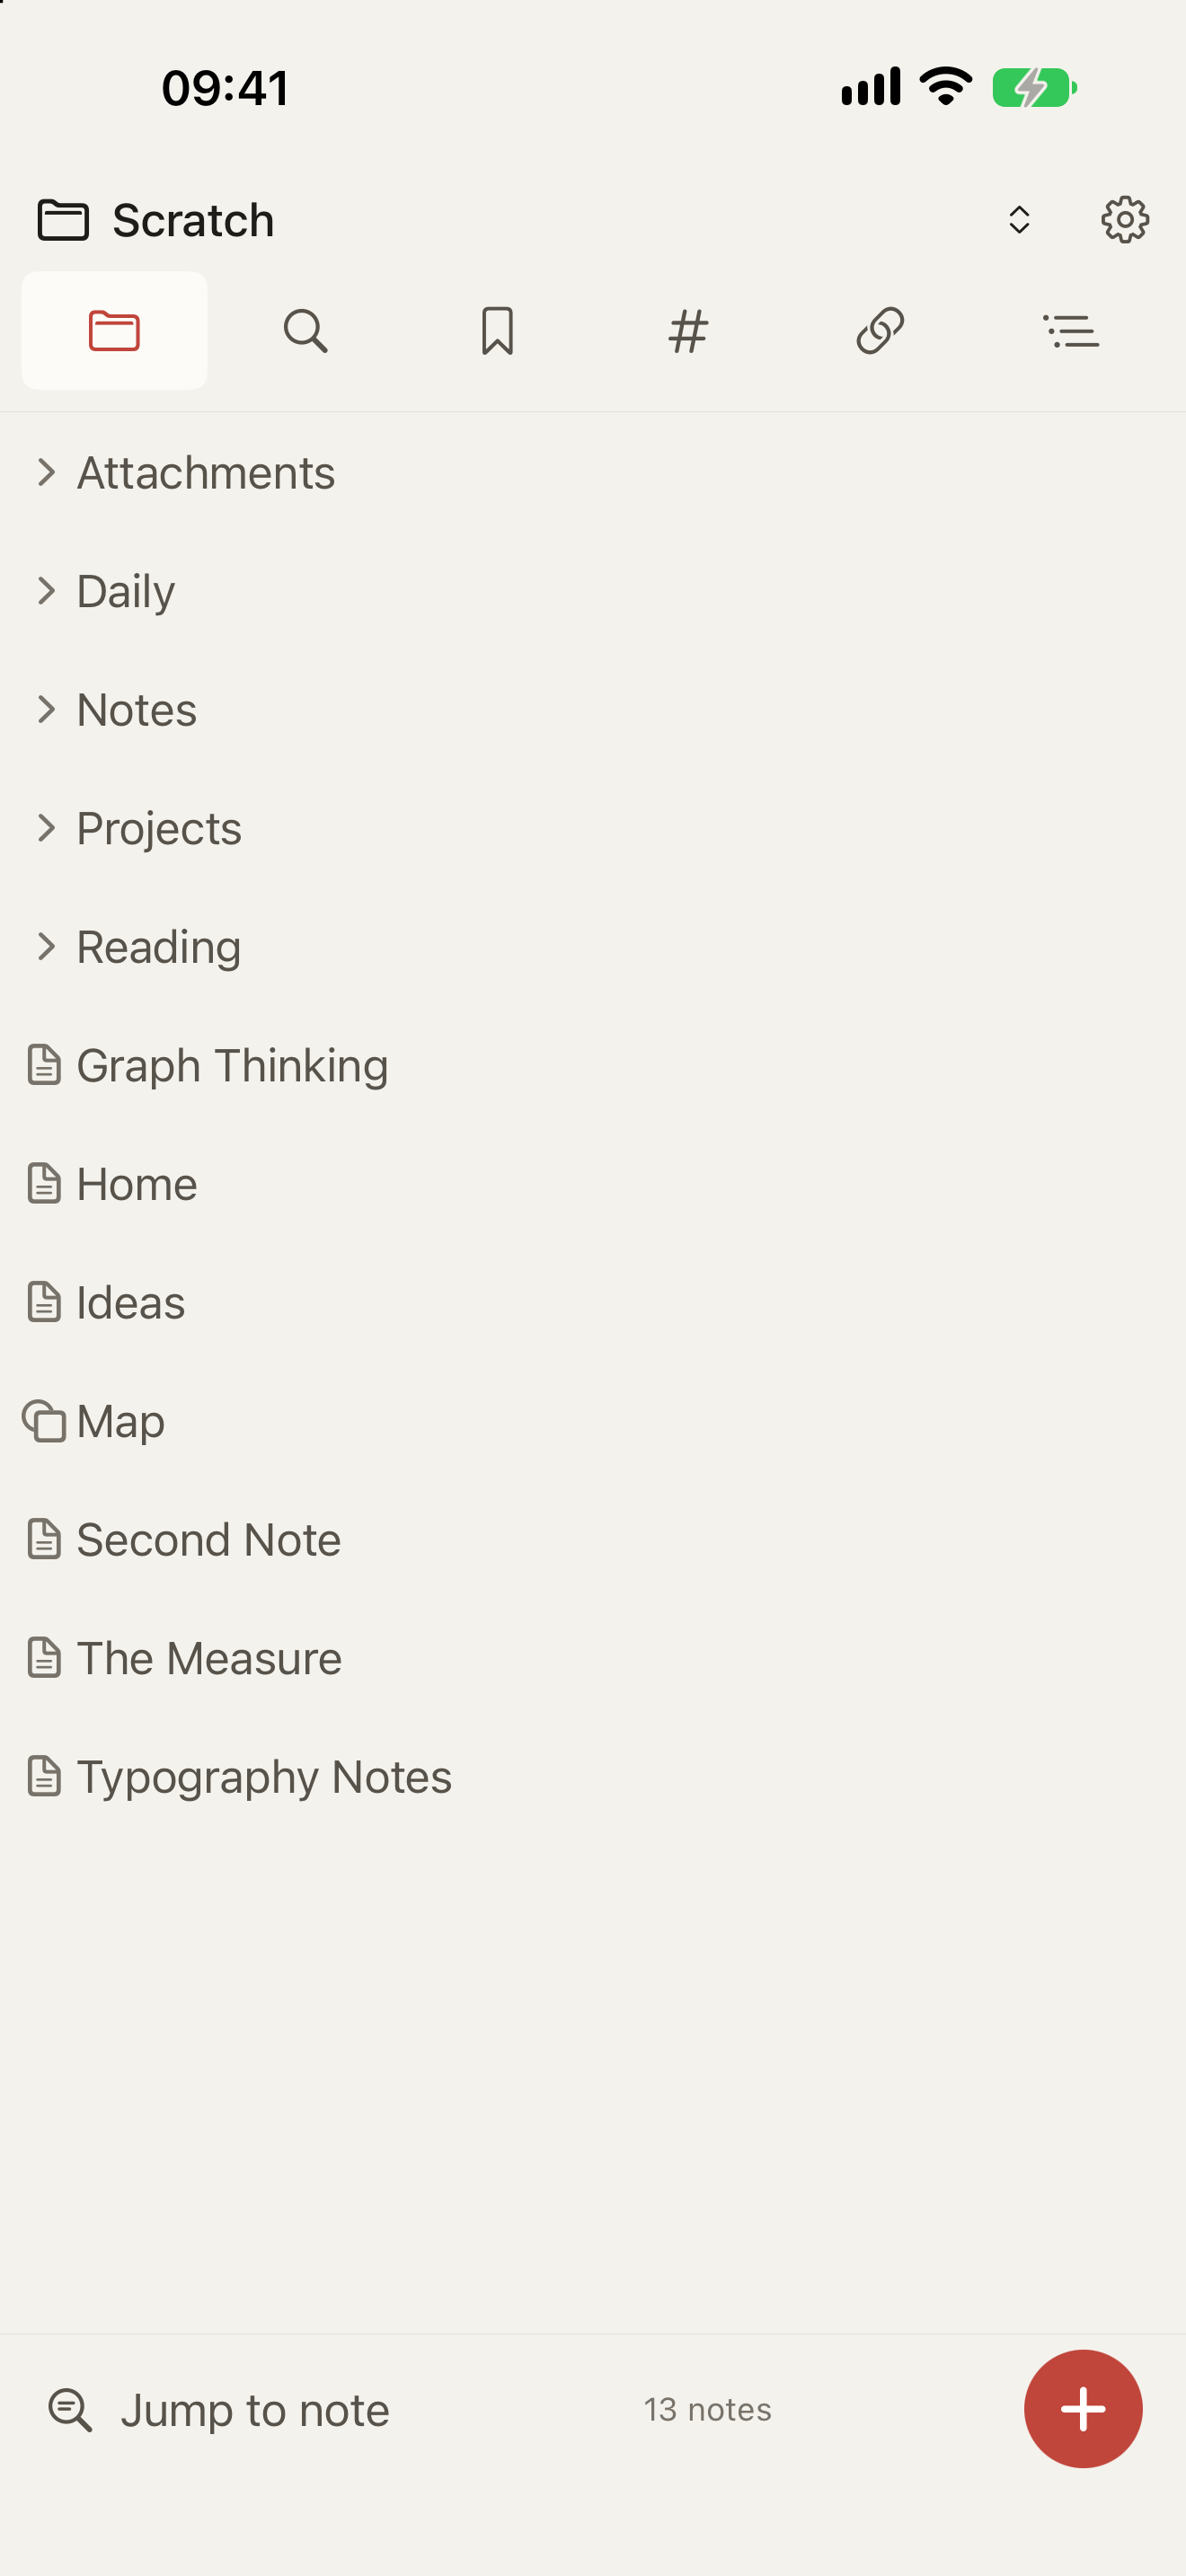 09:41
Scratch
Attachments
Daily
Notes
Projects
Reading
Graph Thinking
Home
Ideas
Map
Second Note
The Measure
Typography Notes
Jump to note
13 notes